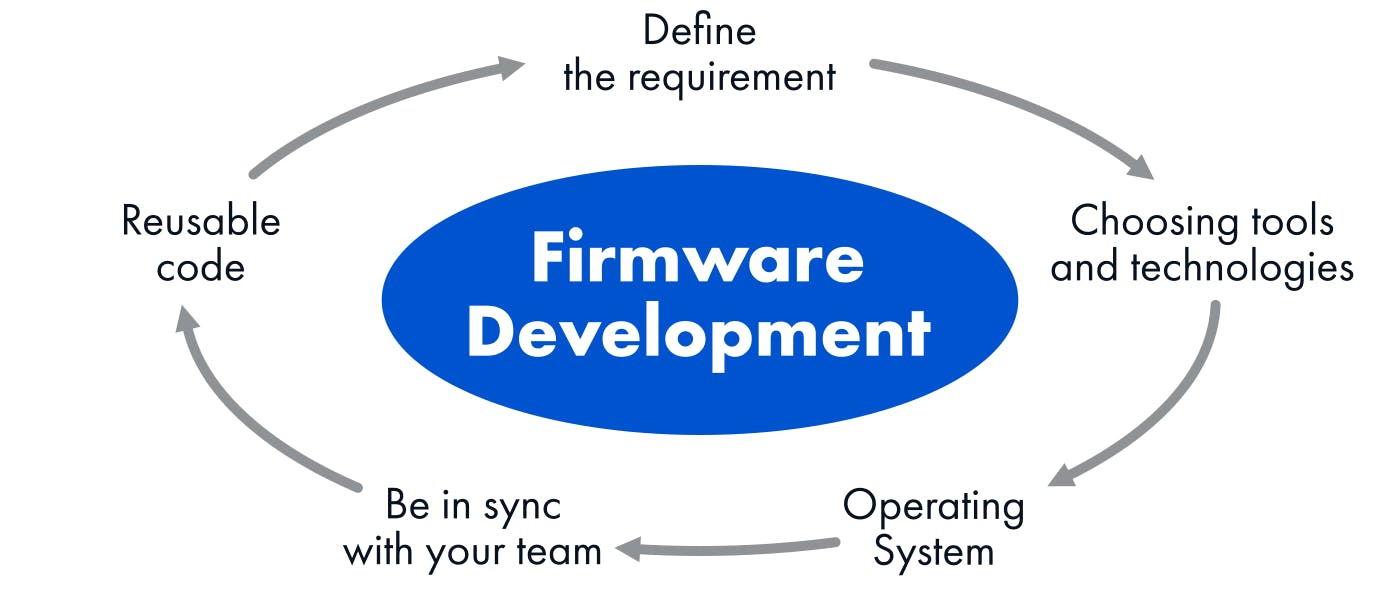 Define
the requirement
Choosing tools
and technologies
Operating
System
Be in sync
with your team
Reusable
code
Firmware
Development